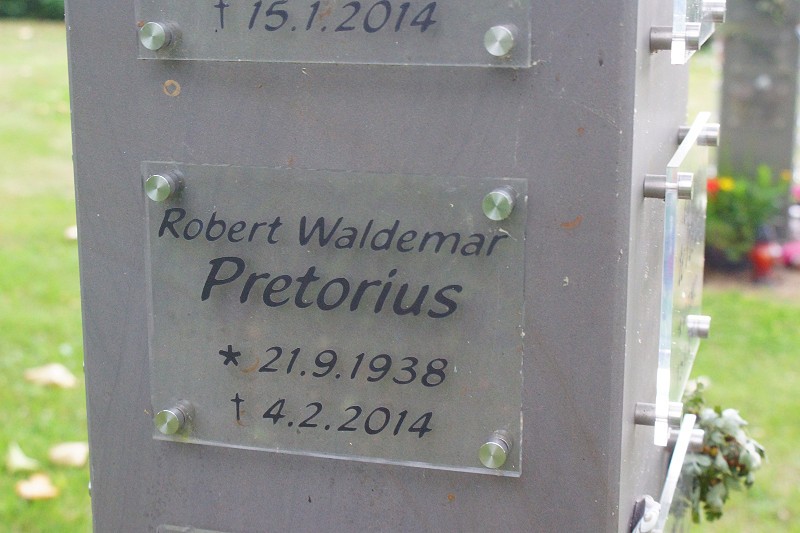 † 15.1.2014
Robert Waldemar
Pretorius
* 21.9.1938
† 4.2.2014